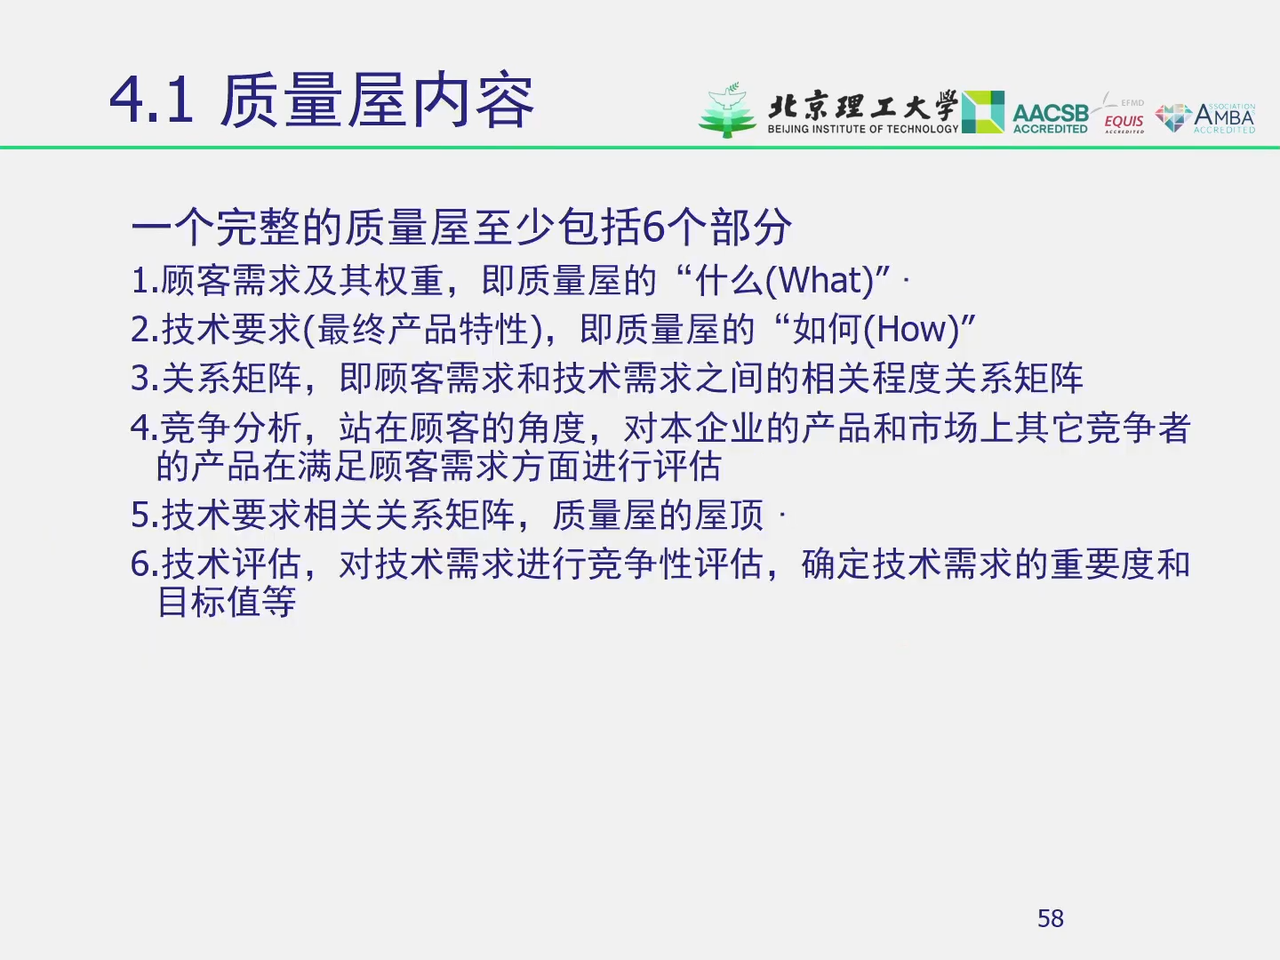 4.1 质量屋内容
北京理工大学
BEIJING INSTITUTE OF TECHNOLOGY
AACSB
ACCREDITED
EFMD
EQUIS
ACCREDITED
ASSOCIATION
AMBA
ACCREDITED
一个完整的质量屋至少包括6个部分
1.顾客需求及其权重，即质量屋的“什么(What)”·
2.技术要求(最终产品特性)，即质量屋的“如何(How)”
3.关系矩阵，即顾客需求和技术需求之间的相关程度关系矩阵
4.竞争分析，站在顾客的角度，对本企业的产品和市场上其它竞争者
的产品在满足顾客需求方面进行评估
5.技术要求相关关系矩阵，质量屋的屋顶·
6.技术评估，对技术需求进行竞争性评估，确定技术需求的重要度和
目标值等
58